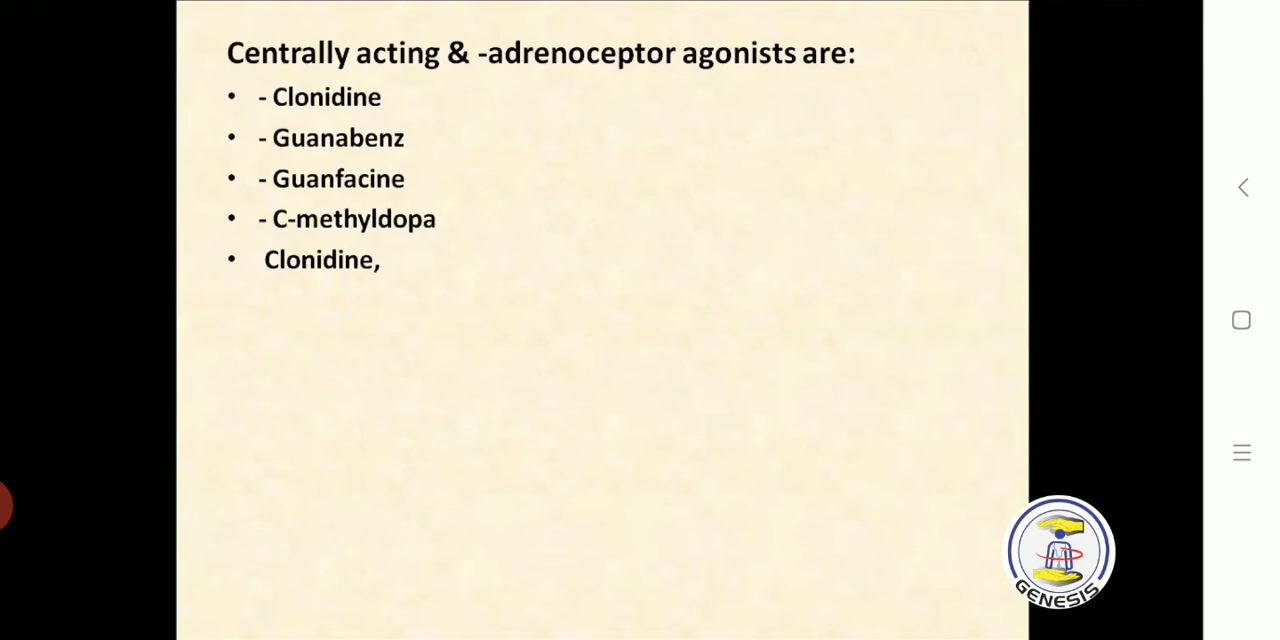 Centrally acting & -adrenoceptor agonists are:
• - Clonidine
• - Guanabenz
• - Guanfacine
• - C-methyldopa
• Clonidine,
GENESIS